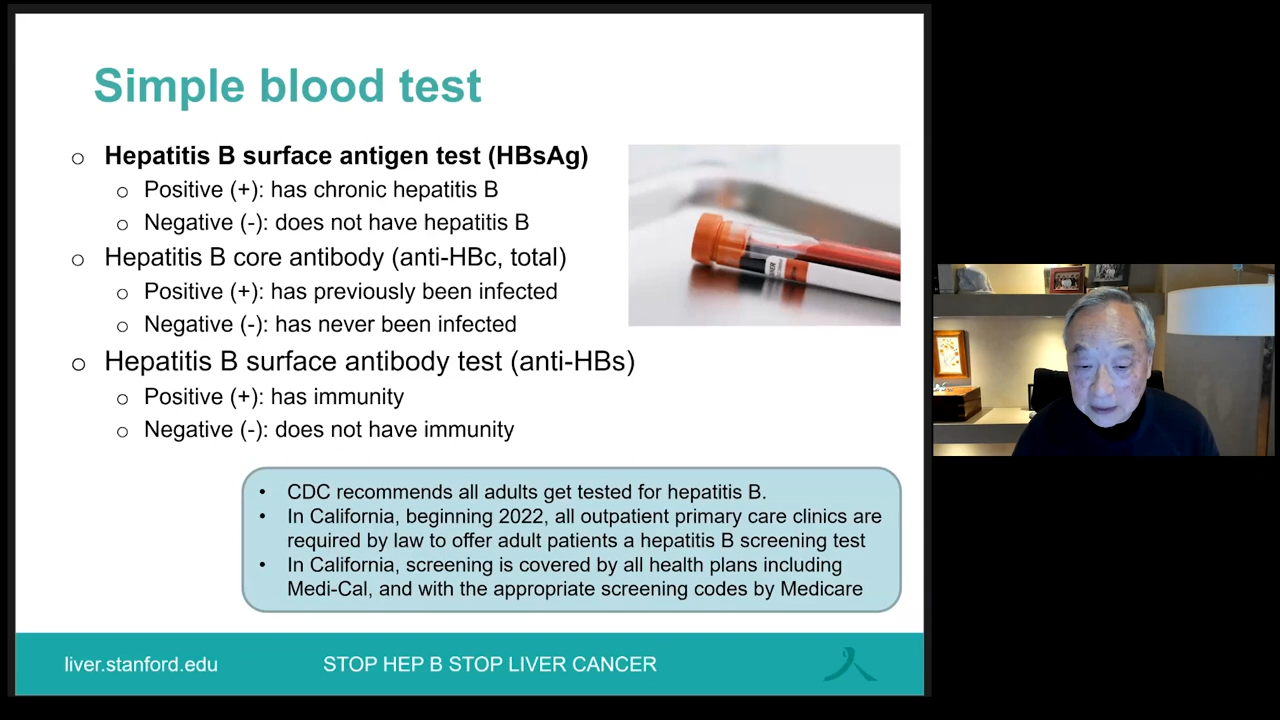 Simple blood test
○ Hepatitis B surface antigen test (HBsAg)
○ Positive (+): has chronic hepatitis B
○ Negative (-): does not have hepatitis B
○ Hepatitis B core antibody (anti-HBc, total)
○ Positive (+): has previously been infected
○ Negative (-): has never been infected
○ Hepatitis B surface antibody test (anti-HBs)
○ Positive (+): has immunity
○ Negative (-): does not have immunity
• CDC recommends all adults get tested for hepatitis B.
• In California, beginning 2022, all outpatient primary care clinics are
required by law to offer adult patients a hepatitis B screening test
• In California, screening is covered by all health plans including
Medi-Cal, and with the appropriate screening codes by Medicare
liver.stanford.edu
STOP HEP B STOP LIVER CANCER